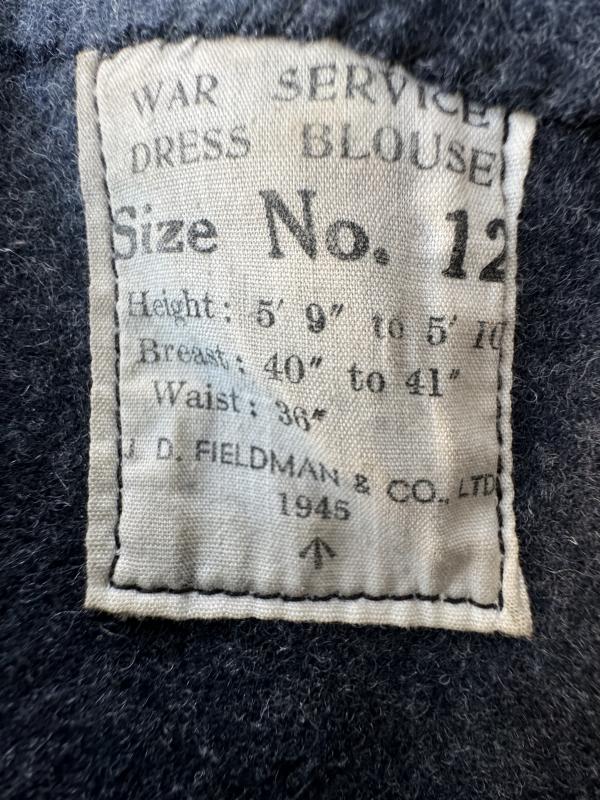 WAR SERVICE
DRESS BLOUSE
Size No. 12
Height: 5' 9" to 5' 10
Breast: 40" to 41"
Waist: 36"
J. D. FIELDMAN & CO., LTD
1945